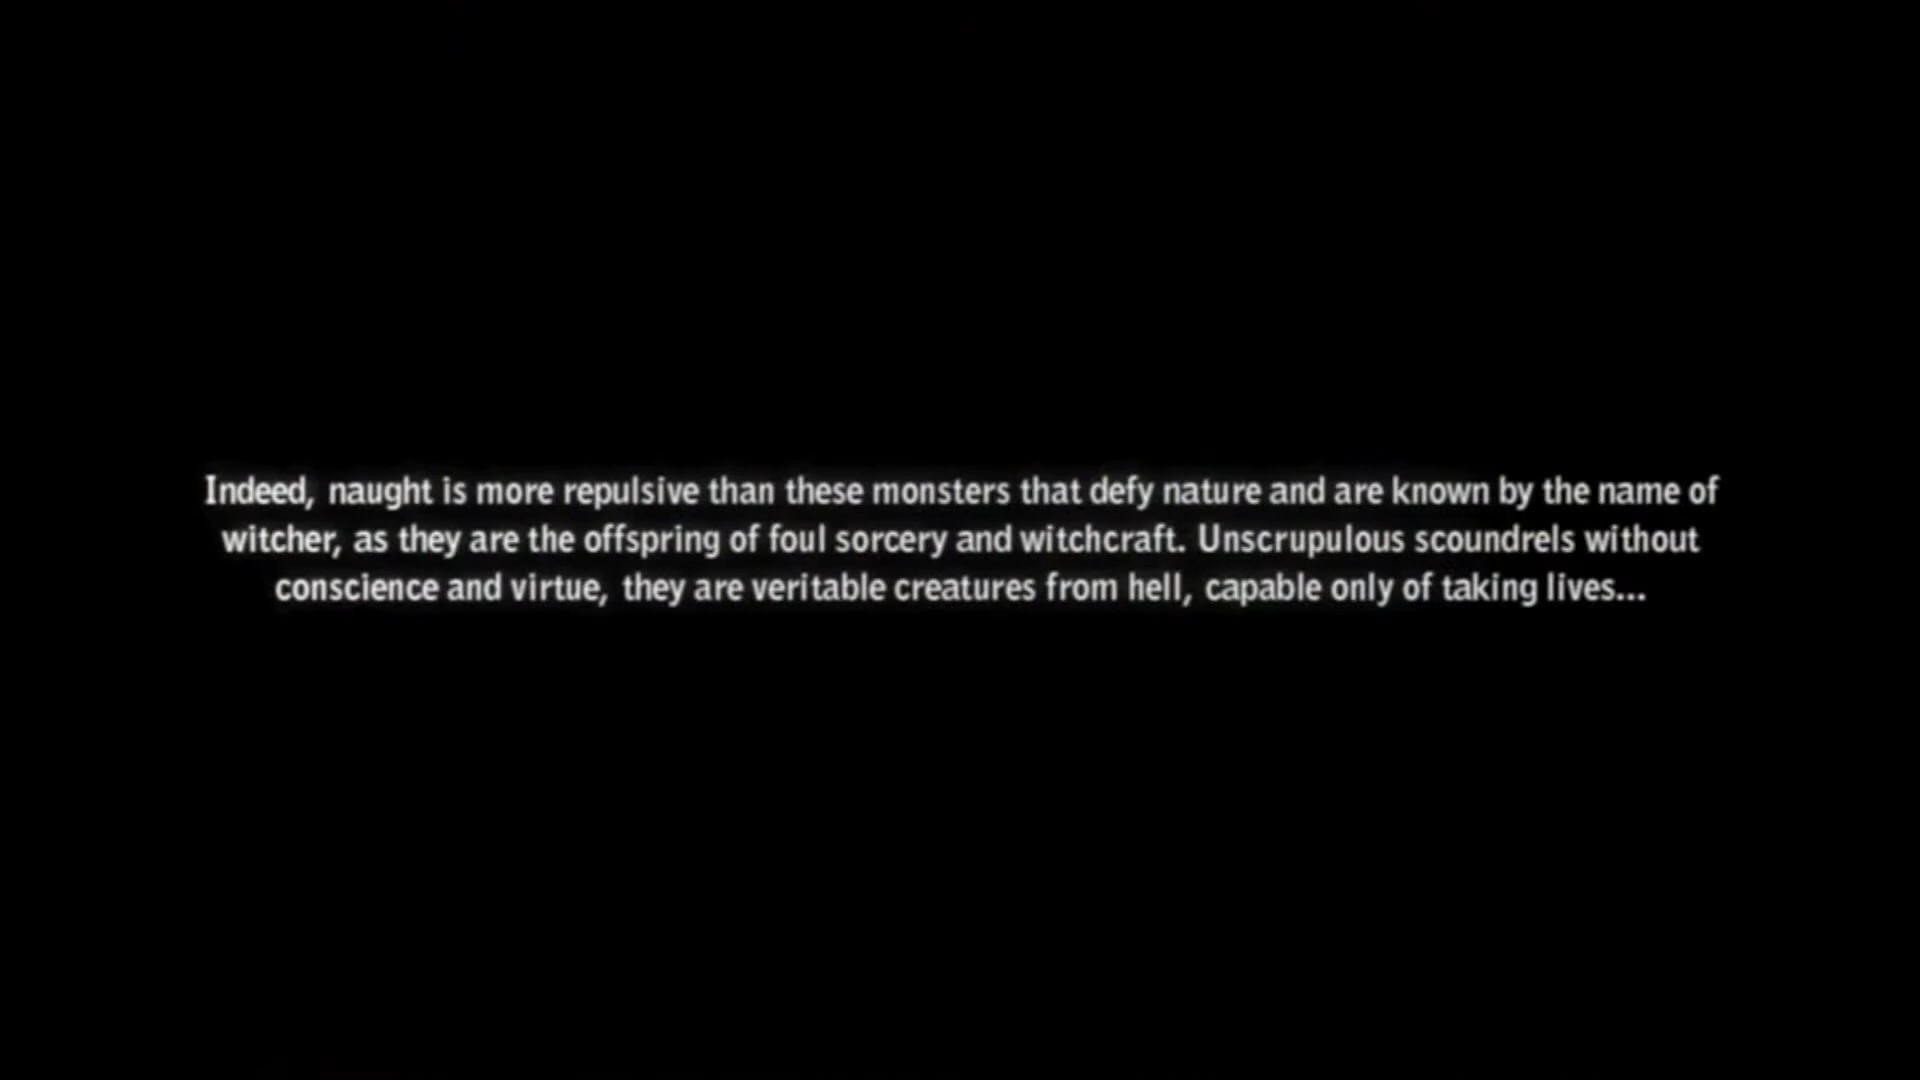 Indeed, naught is more repulsive than these monsters that defy nature and are known by the name of
witcher, as they are the offspring of foul sorcery and witchcraft. Unscrupulous scoundrels without
conscience and virtue, they are veritable creatures from hell, capable only of taking lives...